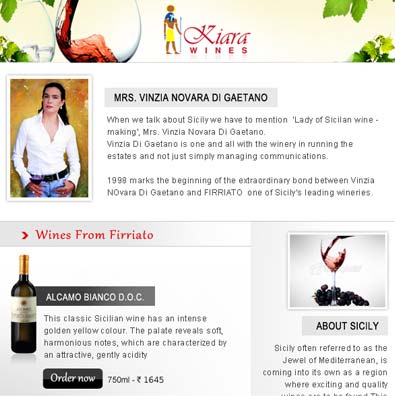 Kiara
WINES
MRS. VINZIA NOVARA DI GAETANO
When we talk about Sicily we have to mention 'Lady of Sicilan wine -
making', Mrs. Vinzia Novara Di Gaetano.
Vinzia Di Gaetano is one and all with the winery in running the
estates and not just simply managing communications.
1998 marks the beginning of the extraordinary bond between Vinzia
NOvara Di Gaetano and FIRRIATO one of Sicily's leading wineries.
Wines From Firriato
ALCAMO BIANCO D.O.C.
This classic Sicilian wine has an intense
golden yellow colour. The palate reveals soft,
harmonious notes, which are characterized by
an attractive, gently acidity
Order now 750ml - ₹ 1645
ABOUT SICILY
Sicily often referred to as the
Jewel of Mediterranean, is
coming into its own as a region
where exciting and quality
wines are to be found This